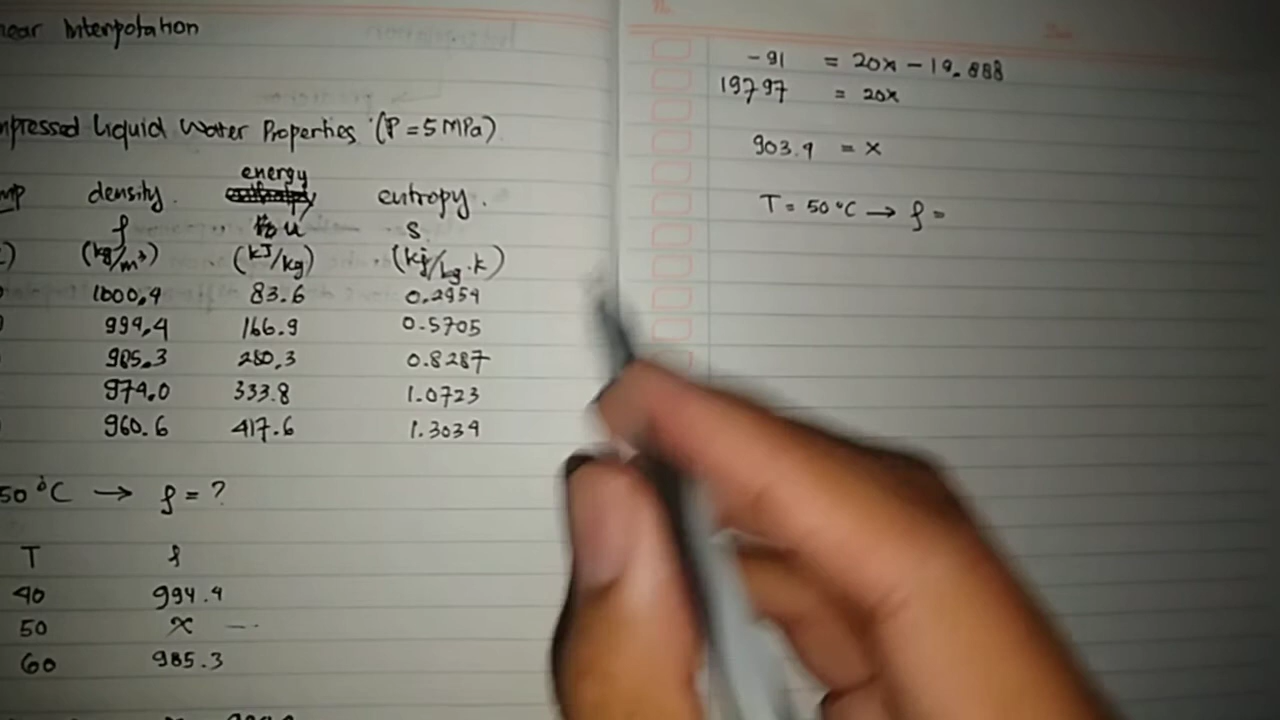 near Interpolation
mpressed Liquid Water Properties (P = 5 MPa)
mp density. energy entropy.
ρ u s
C) (kg/m³) (kJ/kg) (kJ/kg.k)
1000,4 83.6 0.2954
994,4 166.9 0.5705
985.3 250,3 0.8287
974.0 333.8 1.0723
960.6 417.6 1.3034
50°C → ρ = ?
T ρ
40 994.4
50 x
60 985.3
-91 = 20x - 19.888
19797 = 20x
903.9 = x
T = 50°C → ρ =